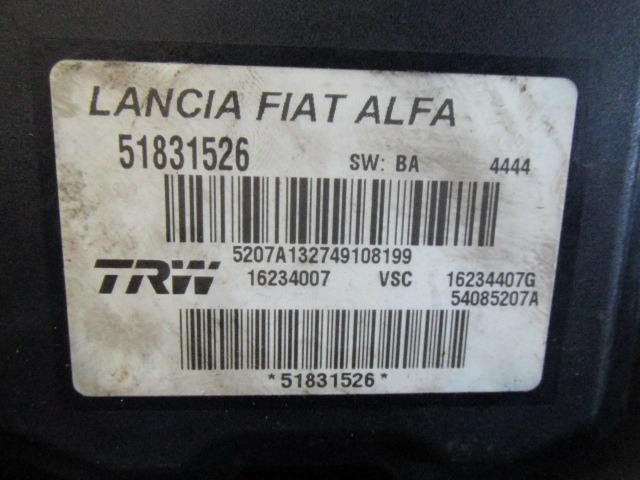 LANCIA FIAT ALFA
51831526 SW: BA 4444
5207A132749108199
TRW 16234007 VSC 16234407G
54085207A
*51831526*